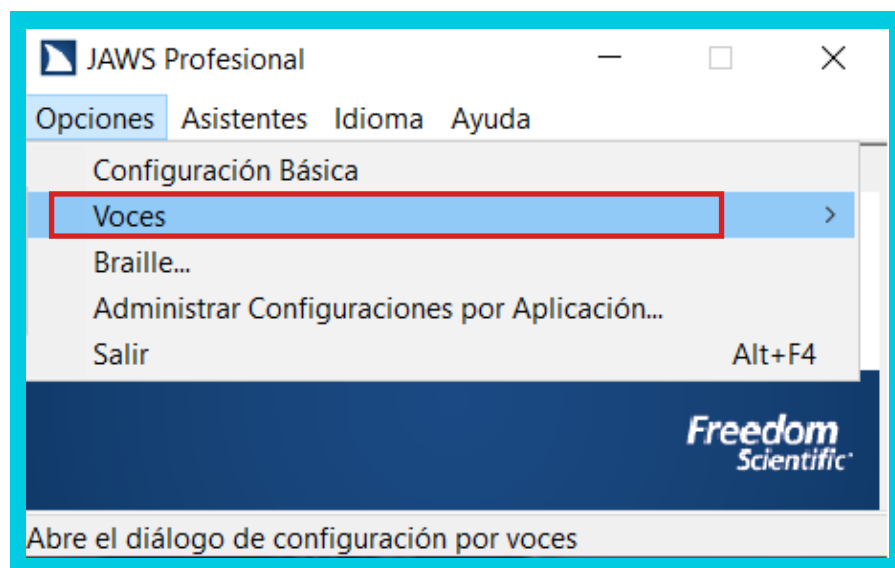 JAWS Profesional
Opciones Asistentes Idioma Ayuda
Configuración Básica
Voces
Braille...
Administrar Configuraciones por Aplicación...
Salir Alt+F4
Freedom
Scientific
Abre el diálogo de configuración por voces